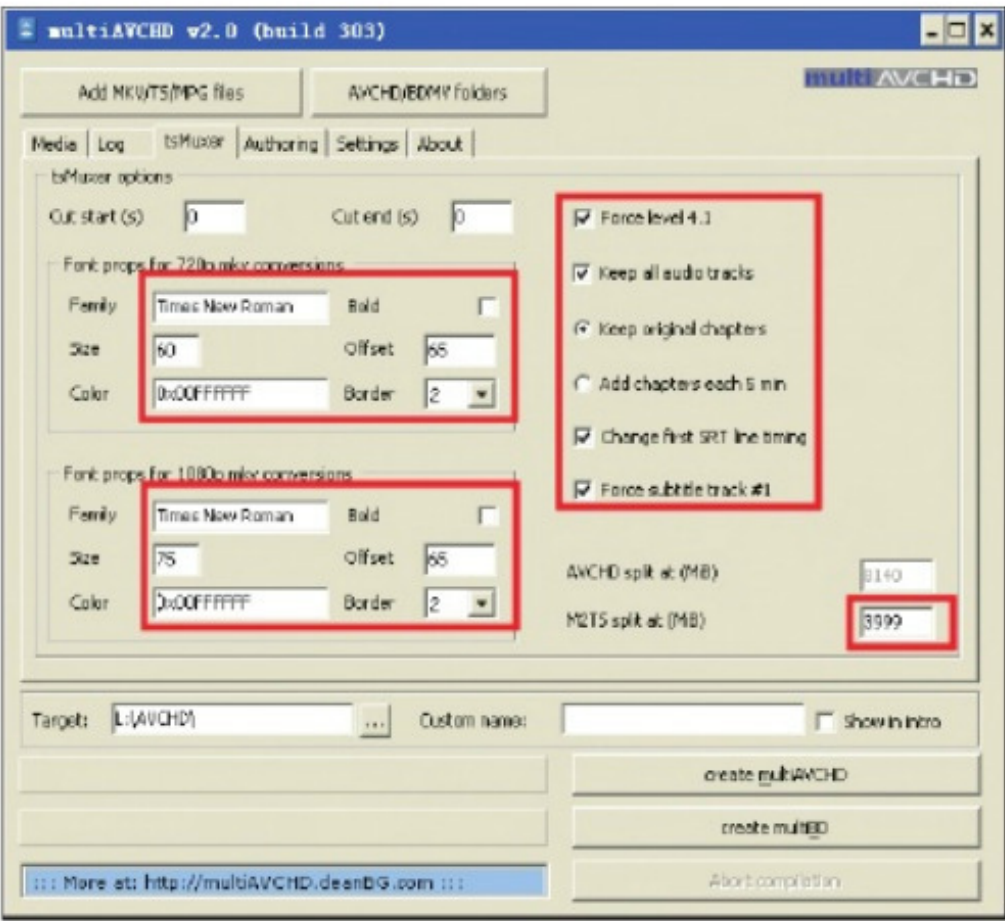 multiAVCHD v2.0 (build 303)
multi AVCHD
Add MKV/TS/MPG files AVCHD/BDMV folders
Media Log tsMuxer Authoring Settings About
tsMuxer options
Cut start (s) 0 Cut end (s) 0
Font props for 720p mkv conversions
Family Times New Roman Bold
Size 60 Offset 65
Color 0x00FFFFFF Border 2
Font props for 1080p mkv conversions
Family Times New Roman Bold
Size 75 Offset 65
Color 0x00FFFFFF Border 2
Force level 4.1
Keep all audio tracks
Keep original chapters
Add chapters each 5 min
Change first SRT line timing
Force subtitle track #1
AVCHD split at (MiB) 8140
M2TS split at (MiB) 3999
Target: L:\AVCHD\ ... Custom name: Show in intro
create multiAVCHD
create multiBD
::: More at: http://multiAVCHD.deanBG.com :::
Abort compilation